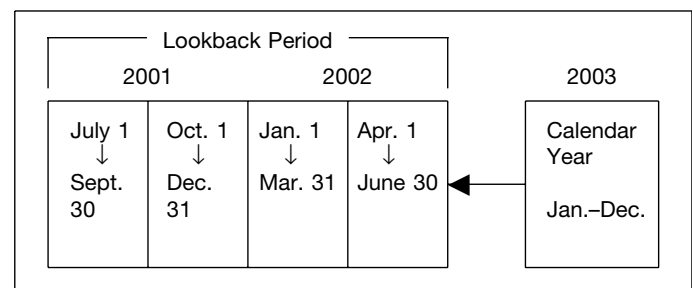 Lookback Period
2001 2002 2003
July 1
↓
Sept.
30
Oct. 1
↓
Dec.
31
Jan. 1
↓
Mar. 31
Apr. 1
↓
June 30
Calendar
Year
Jan.–Dec.